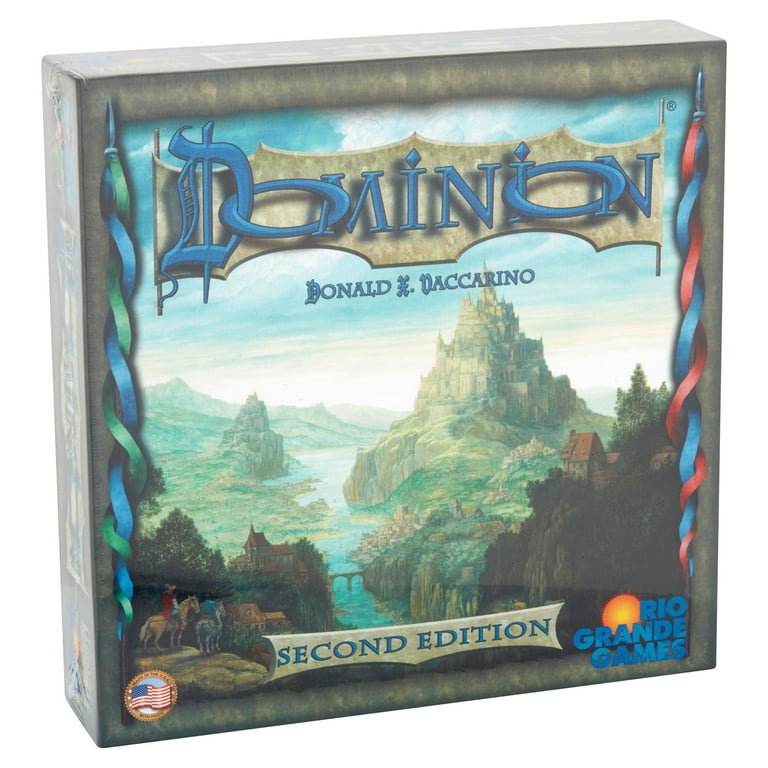 ®
DOMINION
DONALD X. VACCARINO
SECOND EDITION
RIO
GRANDE
GAMES